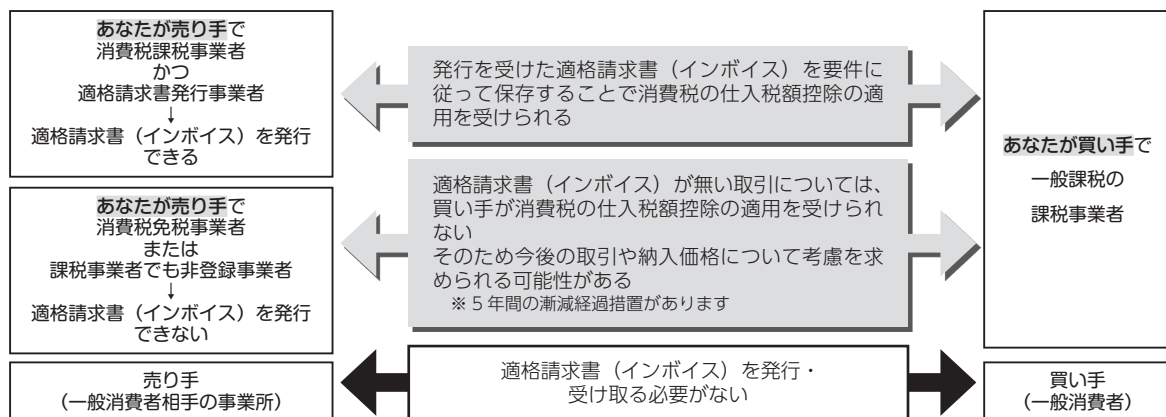 あなたが売り手で
消費税課税事業者
かつ
適格請求書発行事業者
↓
適格請求書（インボイス）を発行
できる
発行を受けた適格請求書（インボイス）を要件に
従って保存することで消費税の仕入税額控除の適
用を受けられる
あなたが買い手で
一般課税の
課税事業者
あなたが売り手で
消費税免税事業者
または
課税事業者でも非登録事業者
↓
適格請求書（インボイス）を発行
できない
適格請求書（インボイス）が無い取引については、
買い手が消費税の仕入税額控除の適用を受けられ
ない
そのため今後の取引や納入価格について考慮を求
められる可能性がある
※５年間の漸減経過措置があります
売り手
（一般消費者相手の事業所）
適格請求書（インボイス）を発行・
受け取る必要がない
買い手
（一般消費者）